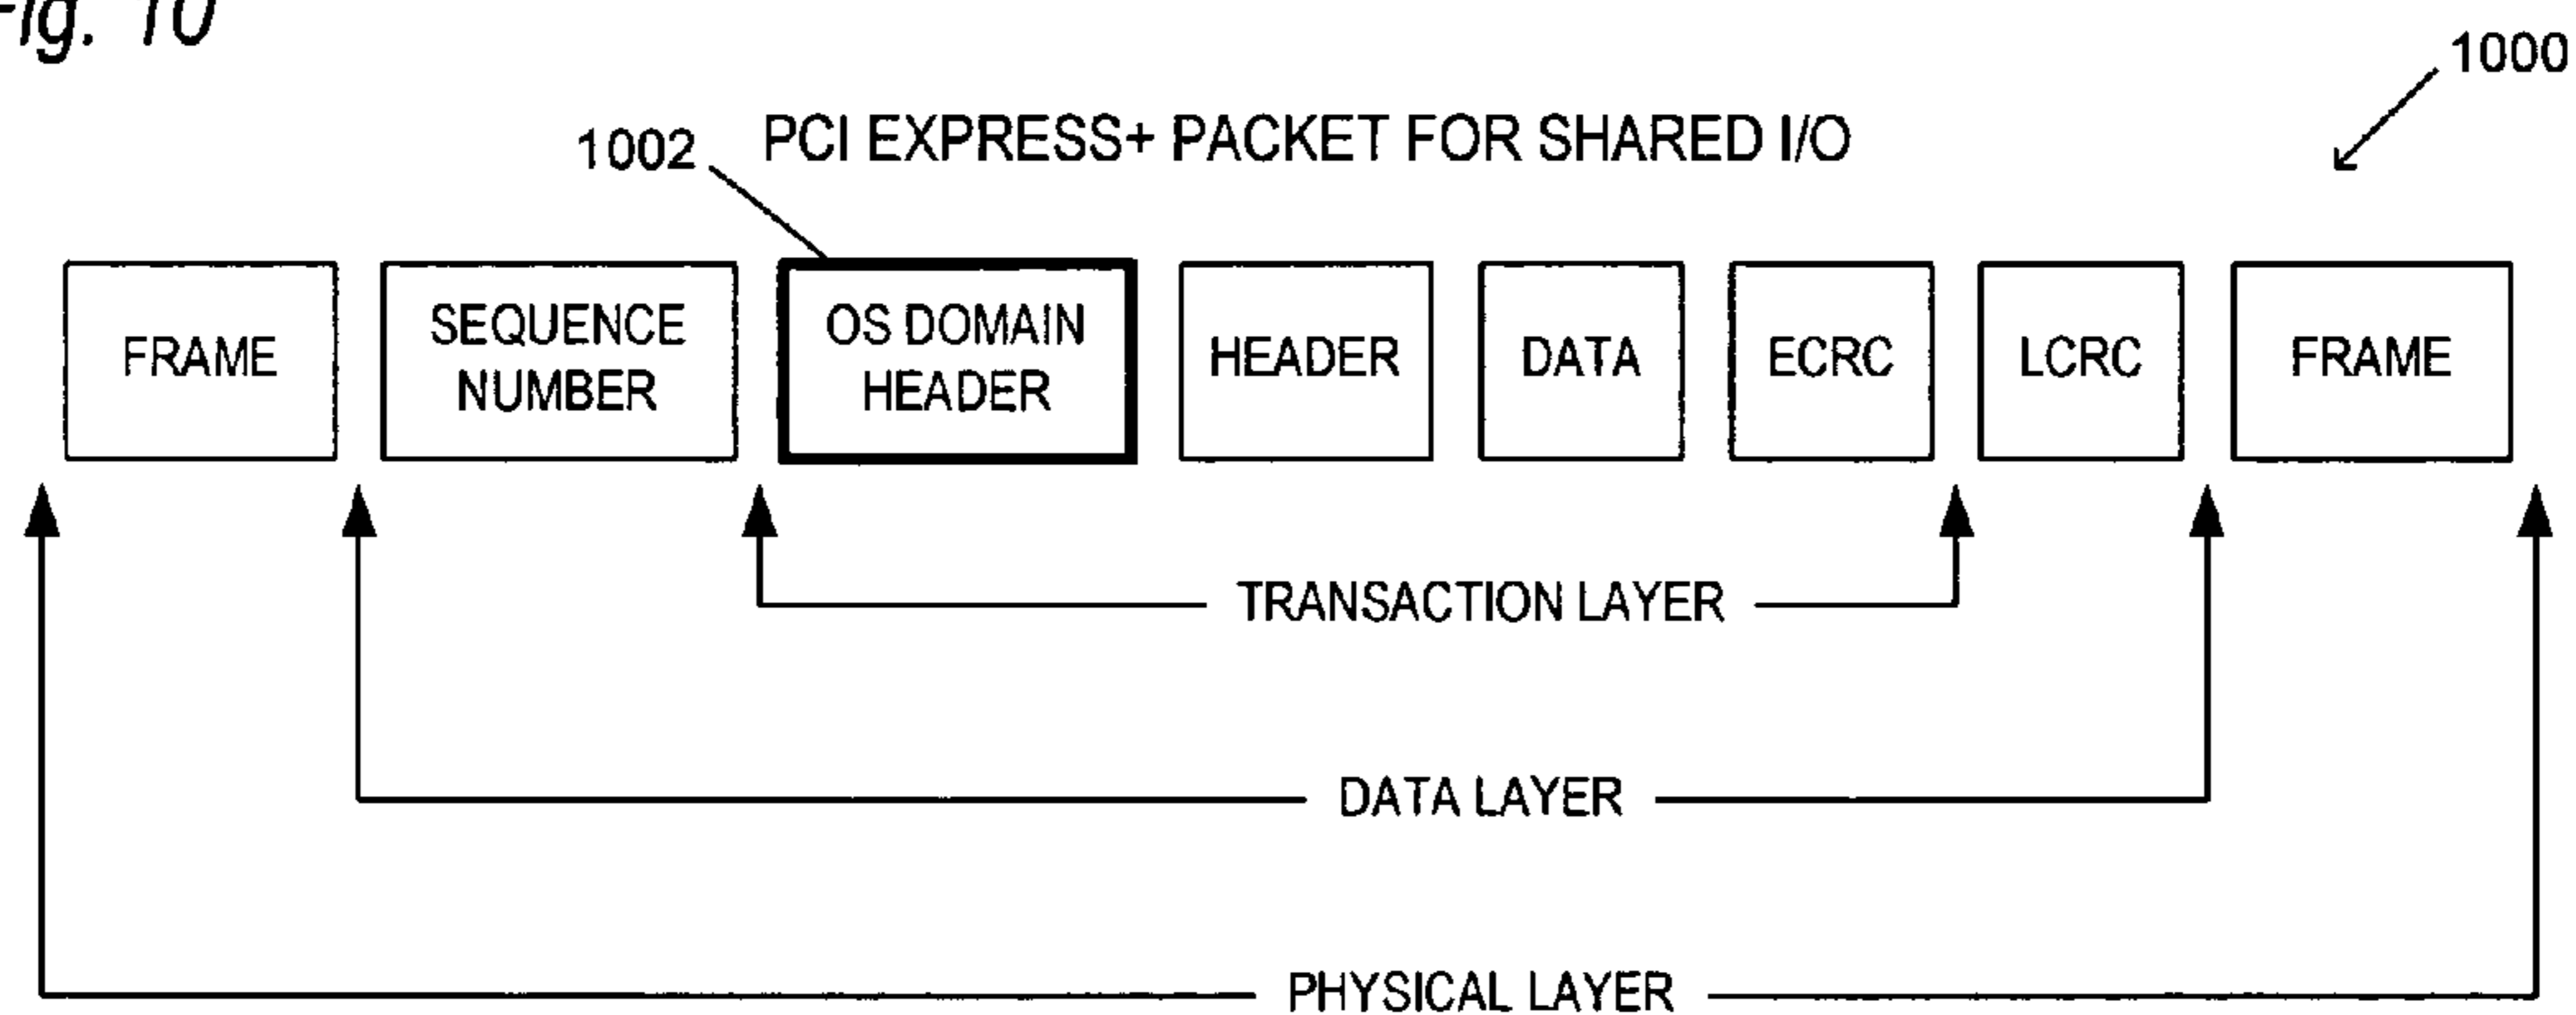 Fig. 10
1000
1002
PCI EXPRESS+ PACKET FOR SHARED I/O
FRAME
SEQUENCE
NUMBER
OS DOMAIN
HEADER
HEADER
DATA
ECRC
LCRC
FRAME
TRANSACTION LAYER
DATA LAYER
PHYSICAL LAYER